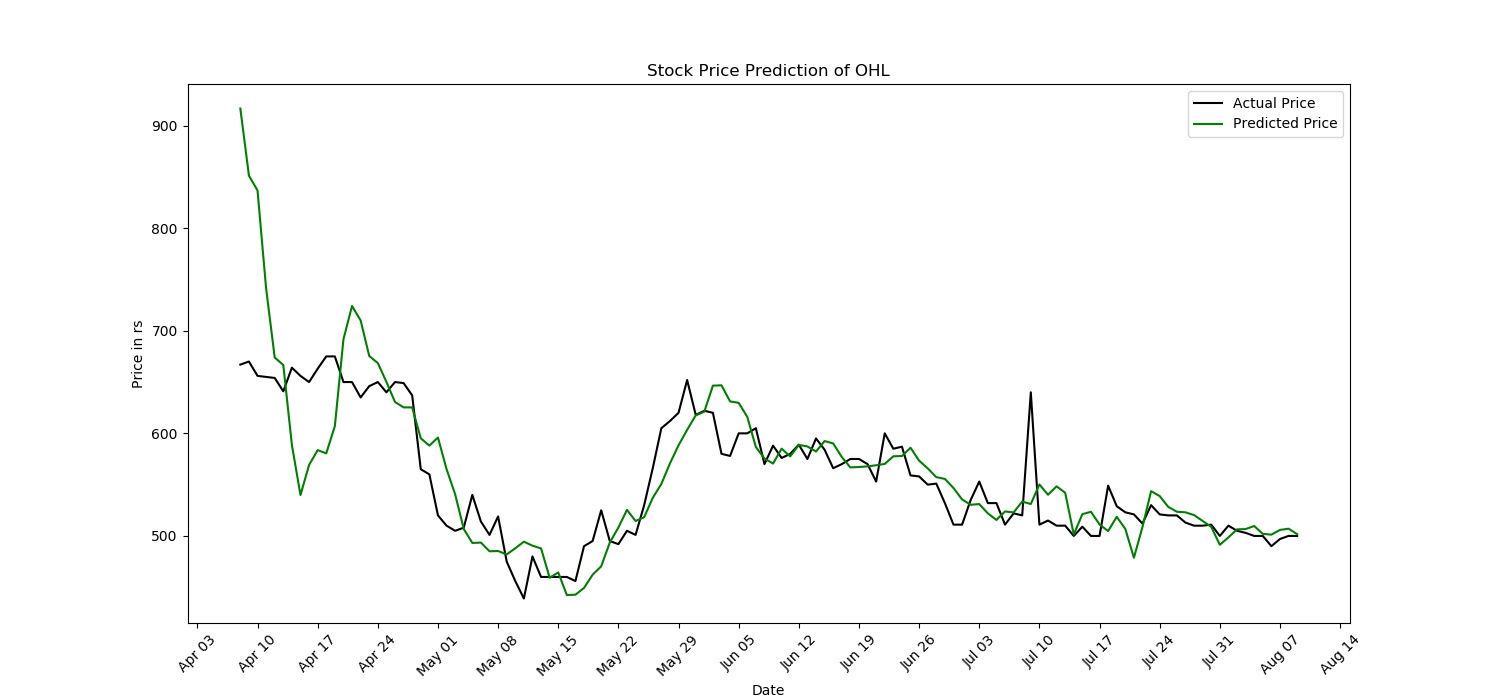 Stock Price Prediction of OHL
Actual Price
Predicted Price
900
800
700
600
500
Price in rs
Apr 03
Apr 10
Apr 17
Apr 24
May 01
May 08
May 15
May 22
May 29
Jun 05
Jun 12
Jun 19
Jun 26
Jul 03
Jul 10
Jul 17
Jul 24
Jul 31
Aug 07
Aug 14
Date